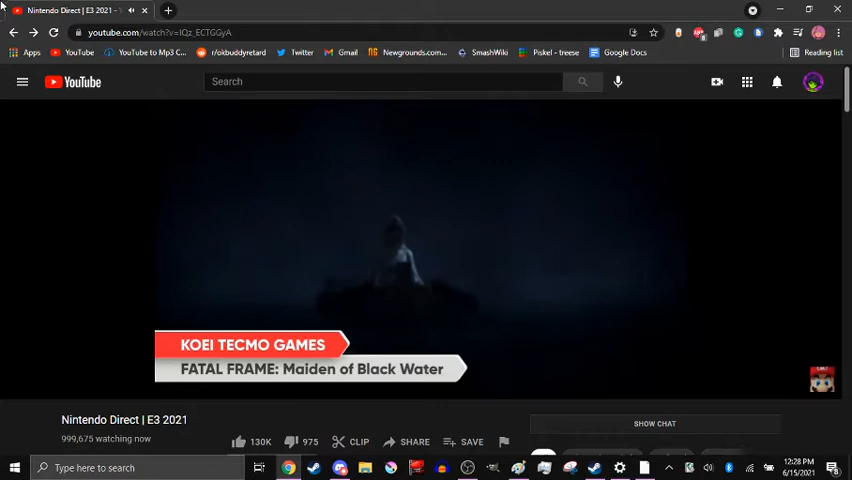 Nintendo Direct | E3 2021 -
youtube.com/watch?v=IQz_ECTGGyA
Apps YouTube YouTube to Mp3 C... r/okbuddyretard Twitter Gmail Newgrounds.com... SmashWiki Piskel - treese Google Docs Reading list
YouTube
Search
KOEI TECMO GAMES
FATAL FRAME: Maiden of Black Water
Nintendo Direct | E3 2021
SHOW CHAT
999,675 watching now
130K 975 CLIP SHARE SAVE
Type here to search
12:28 PM
6/15/2021
8